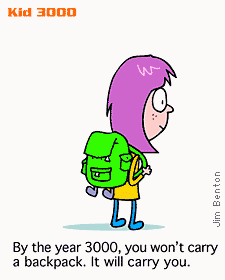 Kid 3000
Jim Benton
By the year 3000, you won't carry
a backpack. It will carry you.